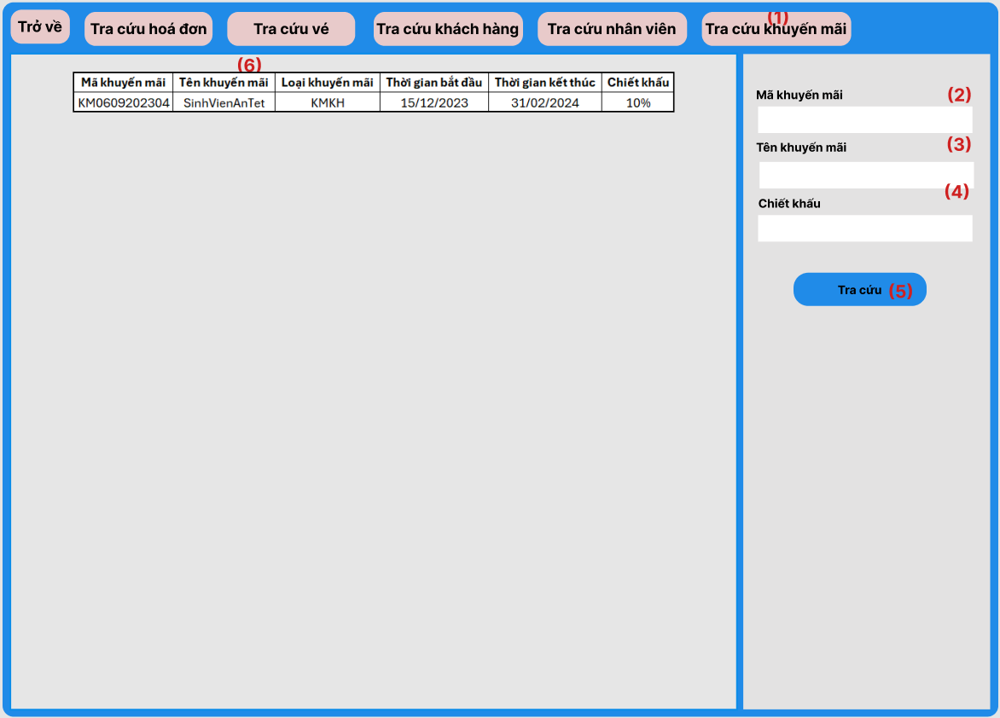 Trở về
Tra cứu hoá đơn
Tra cứu vé
Tra cứu khách hàng
Tra cứu nhân viên
(1)
Tra cứu khuyến mãi
(6)
Mã khuyến mãi Tên khuyến mãi Loại khuyến mãi Thời gian bắt đầu Thời gian kết thúc Chiết khấu
KM0609202304 SinhVienAnTet KMKH 15/12/2023 31/02/2024 10%
Mã khuyến mãi (2)
Tên khuyến mãi (3)
(4)
Chiết khấu
Tra cứu (5)